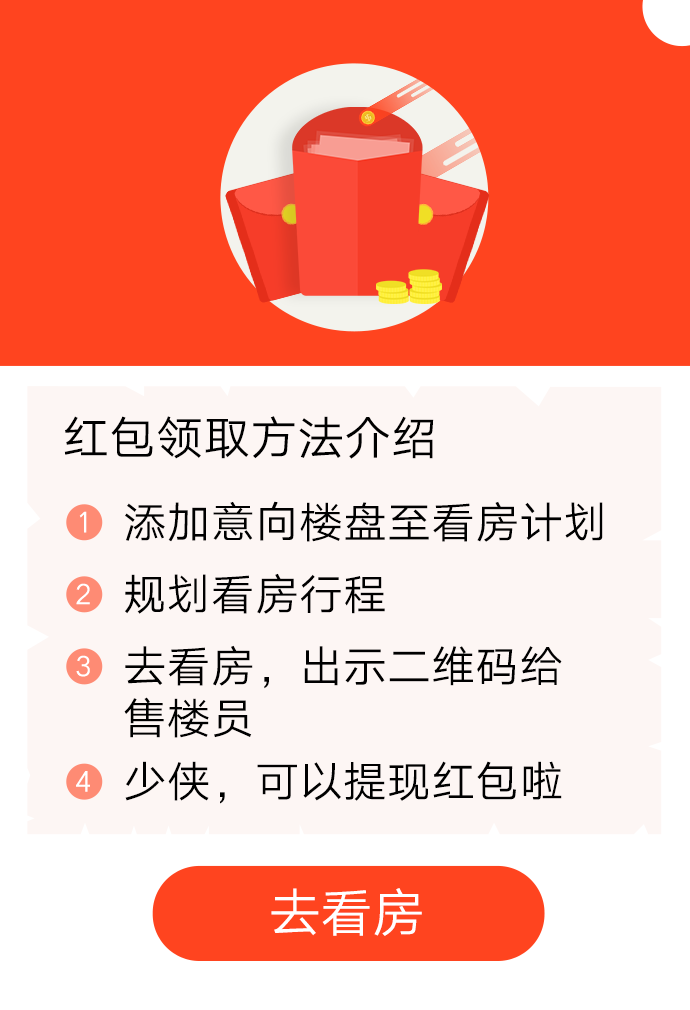 红包领取方法介绍
1 添加意向楼盘至看房计划
2 规划看房行程
3 去看房，出示二维码给
售楼员
4 少侠，可以提现红包啦
去看房